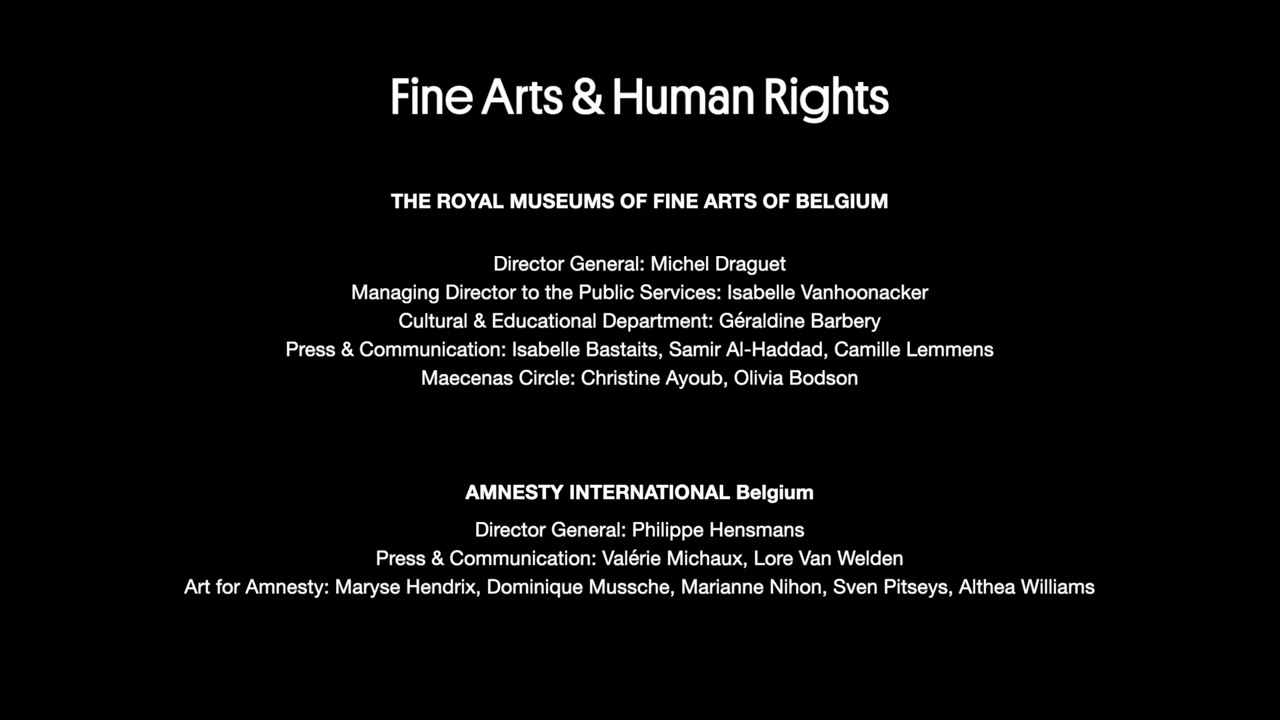 Fine Arts & Human Rights
THE ROYAL MUSEUMS OF FINE ARTS OF BELGIUM
Director General: Michel Draguet
Managing Director to the Public Services: Isabelle Vanhoonacker
Cultural & Educational Department: Géraldine Barbery
Press & Communication: Isabelle Bastaits, Samir Al-Haddad, Camille Lemmens
Maecenas Circle: Christine Ayoub, Olivia Bodson
AMNESTY INTERNATIONAL Belgium
Director General: Philippe Hensmans
Press & Communication: Valérie Michaux, Lore Van Welden
Art for Amnesty: Maryse Hendrix, Dominique Mussche, Marianne Nihon, Sven Pitseys, Althea Williams